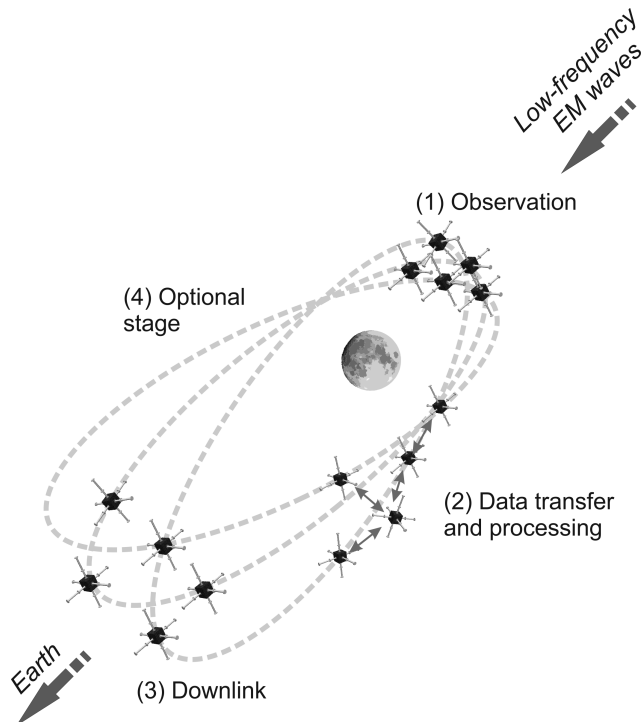 Low-frequency
EM waves
(1) Observation
(4) Optional
stage
(2) Data transfer
and processing
Earth
(3) Downlink